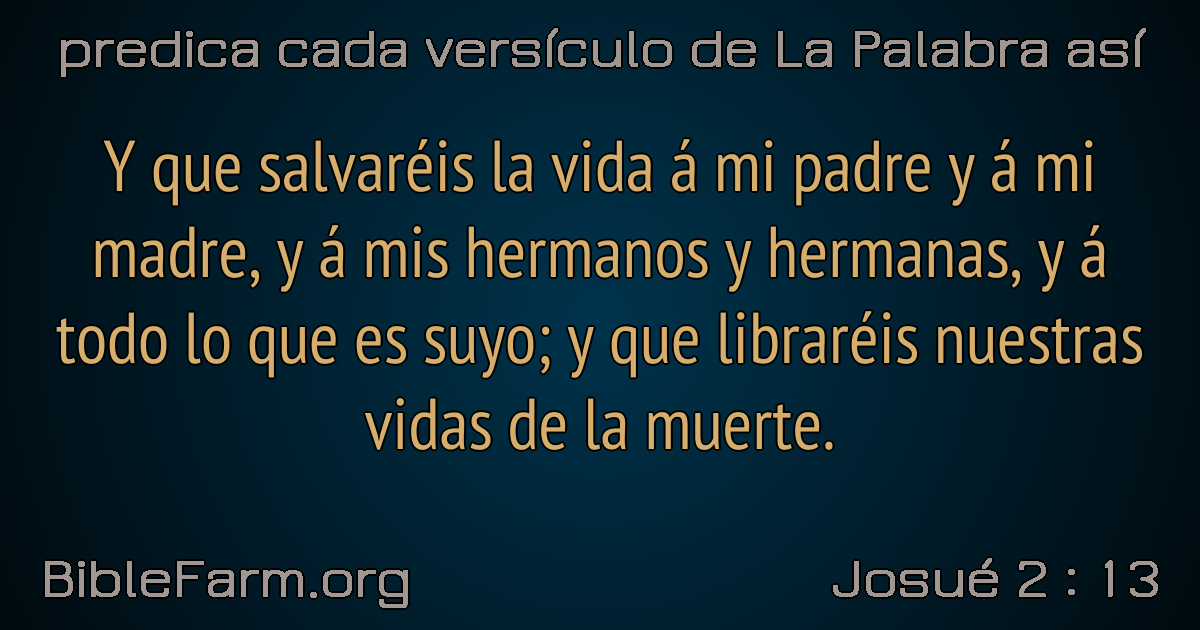 predica cada versículo de La Palabra así
Y que salvaréis la vida á mi padre y á mi
madre, y á mis hermanos y hermanas, y á
todo lo que es suyo; y que libraréis nuestras
vidas de la muerte.
BibleFarm.org
Josué 2 : 13